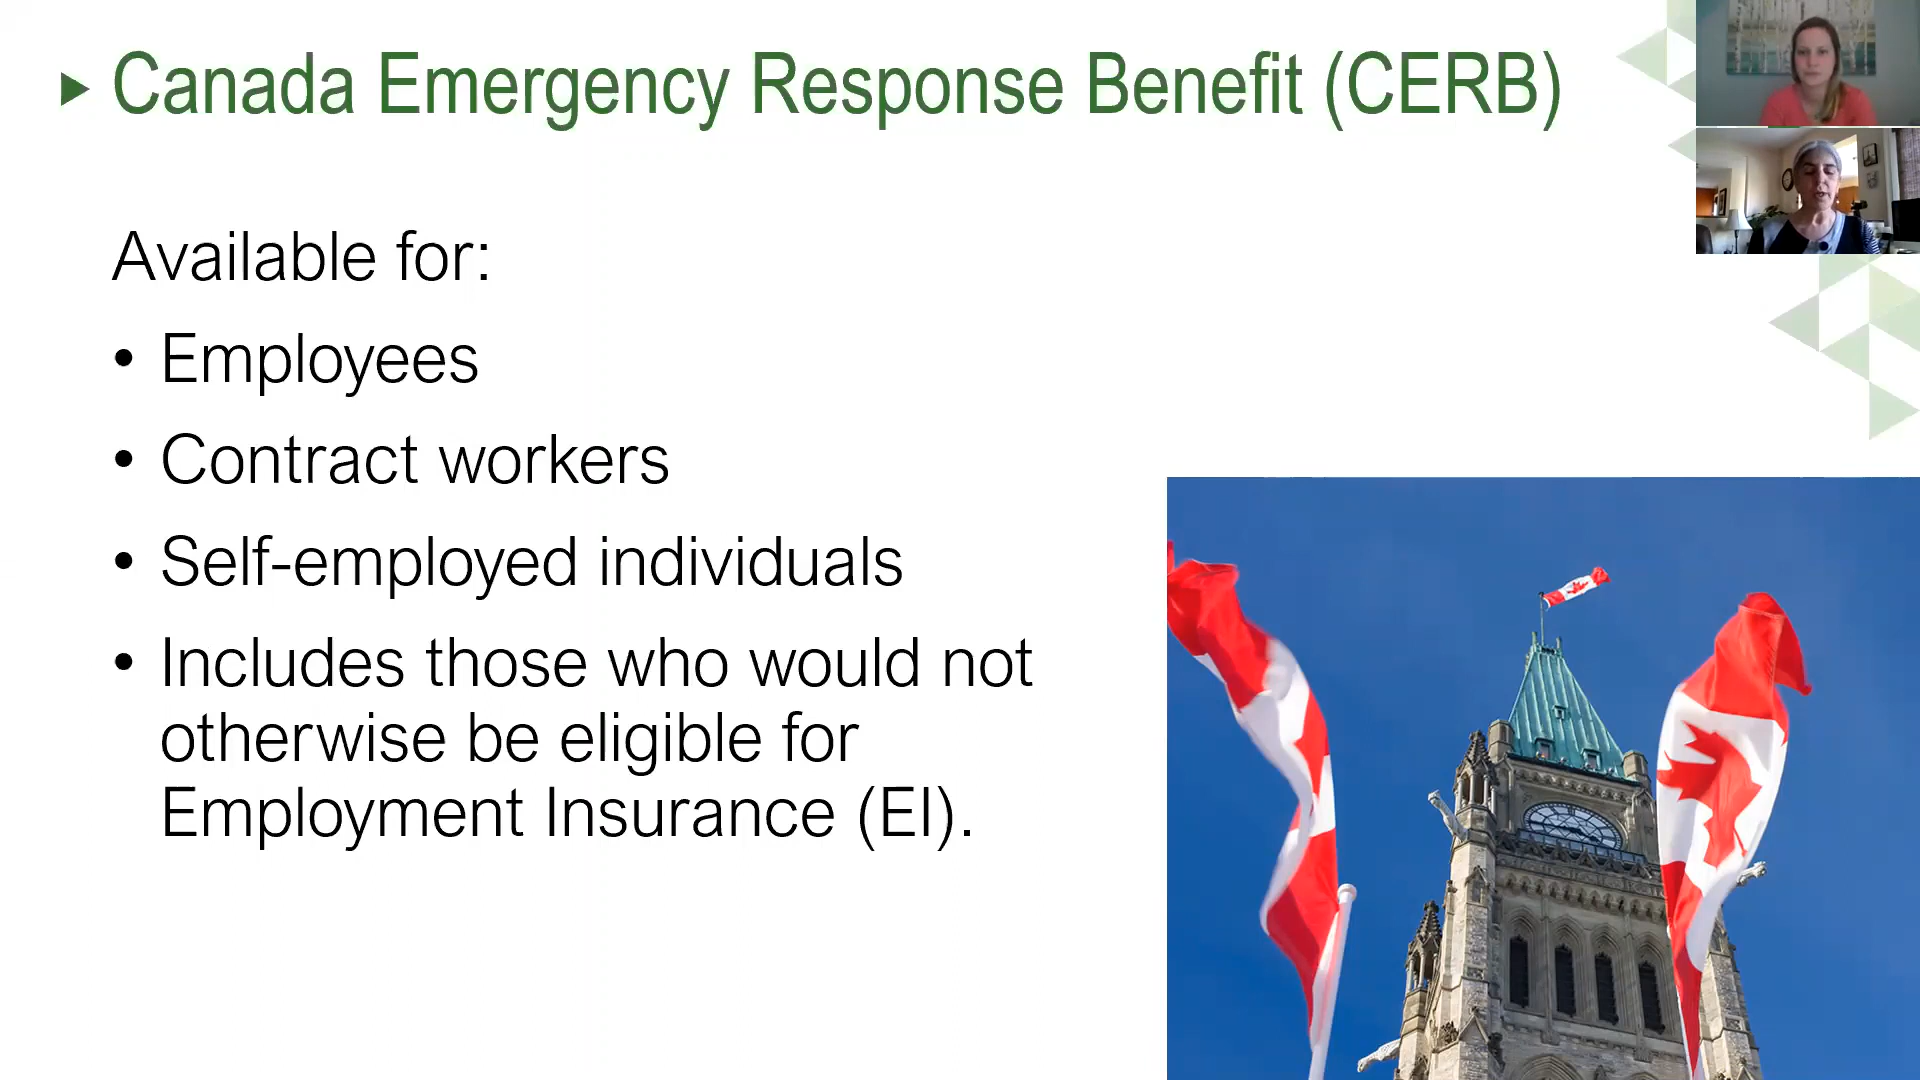 Canada Emergency Response Benefit (CERB)
Available for:
• Employees
• Contract workers
• Self-employed individuals
• Includes those who would not
otherwise be eligible for
Employment Insurance (EI).